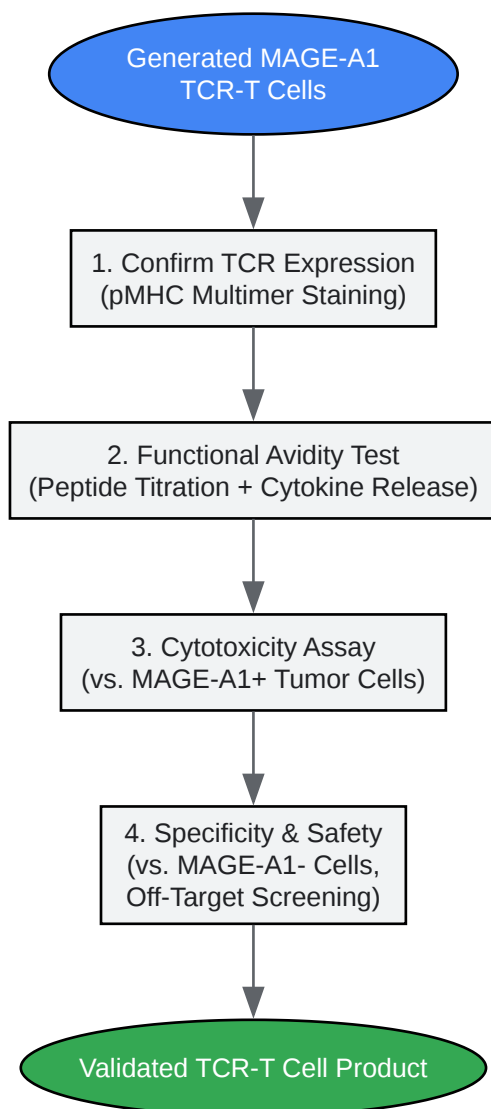 Generated MAGE-A1
TCR-T Cells
1. Confirm TCR Expression
(pMHC Multimer Staining)
2. Functional Avidity Test
(Peptide Titration + Cytokine Release)
3. Cytotoxicity Assay
(vs. MAGE-A1+ Tumor Cells)
4. Specificity & Safety
(vs. MAGE-A1- Cells,
Off-Target Screening)
Validated TCR-T Cell Product